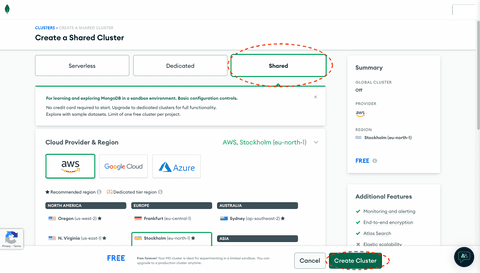 CLUSTERS > CREATE A SHARED CLUSTER
Create a Shared Cluster
Serverless
Dedicated
Shared
For learning and exploring MongoDB in a sandbox environment. Basic configuration controls.
No credit card required to start. Upgrade to dedicated clusters for full functionality.
Explore with sample datasets. Limit of one free cluster per project.
Cloud Provider & Region
AWS, Stockholm (eu-north-1)
aws
Google Cloud
Azure
★ Recommended region
Dedicated tier region
NORTH AMERICA
EUROPE
AUSTRALIA
Oregon (us-west-2) ★
Frankfurt (eu-central-1)
Sydney (ap-southeast-2) ★
N. Virginia (us-east-1) ★
Stockholm (eu-north-1) ★
ASIA
Summary
GLOBAL CLUSTER
Off
PROVIDER
aws
REGION
Stockholm (eu-north-1)
FREE
Additional Features
Monitoring and alerting
End-to-end encryption
Atlas Search
Elastic scalability
FREE
Free forever! Your M0 cluster is ideal for experimenting in a limited sandbox. You can
upgrade to a production cluster anytime.
Cancel
Create Cluster